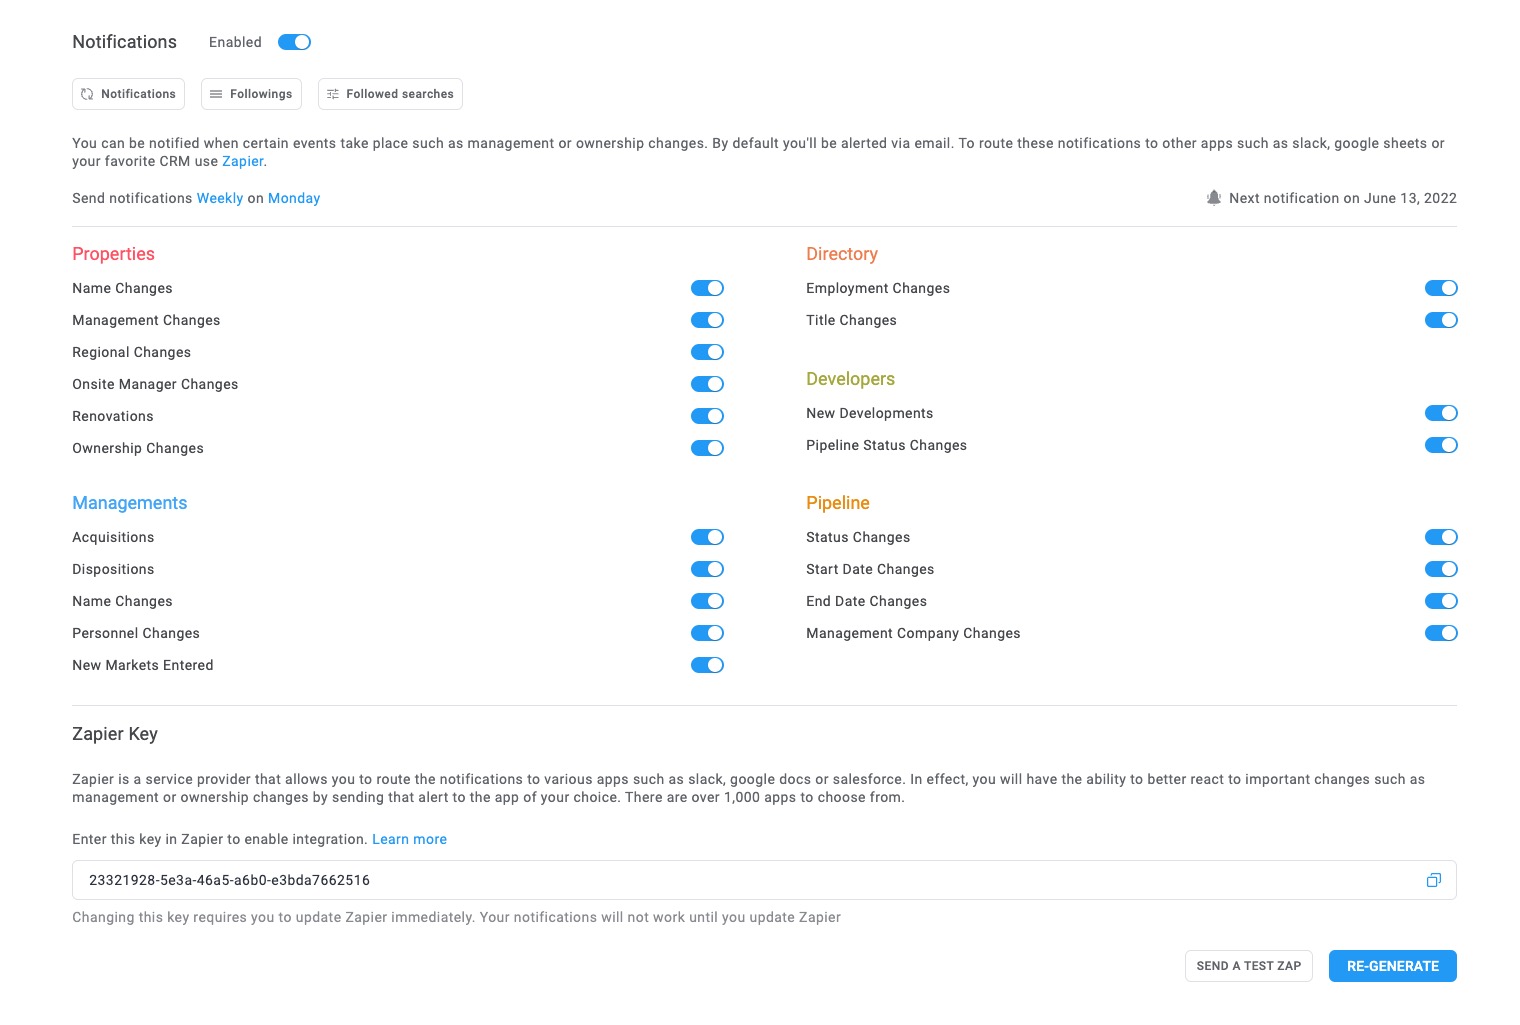 Notifications Enabled
Notifications Followings Followed searches
You can be notified when certain events take place such as management or ownership changes. By default you'll be alerted via email. To route these notifications to other apps such as slack, google sheets or
your favorite CRM use Zapier.
Send notifications Weekly on Monday
Next notification on June 13, 2022
Properties
Name Changes
Management Changes
Regional Changes
Onsite Manager Changes
Renovations
Ownership Changes
Managements
Acquisitions
Dispositions
Name Changes
Personnel Changes
New Markets Entered
Directory
Employment Changes
Title Changes
Developers
New Developments
Pipeline Status Changes
Pipeline
Status Changes
Start Date Changes
End Date Changes
Management Company Changes
Zapier Key
Zapier is a service provider that allows you to route the notifications to various apps such as slack, google docs or salesforce. In effect, you will have the ability to better react to important changes such as
management or ownership changes by sending that alert to the app of your choice. There are over 1,000 apps to choose from.
Enter this key in Zapier to enable integration. Learn more
23321928-5e3a-46a5-a6b0-e3bda7662516
Changing this key requires you to update Zapier immediately. Your notifications will not work until you update Zapier
SEND A TEST ZAP RE-GENERATE